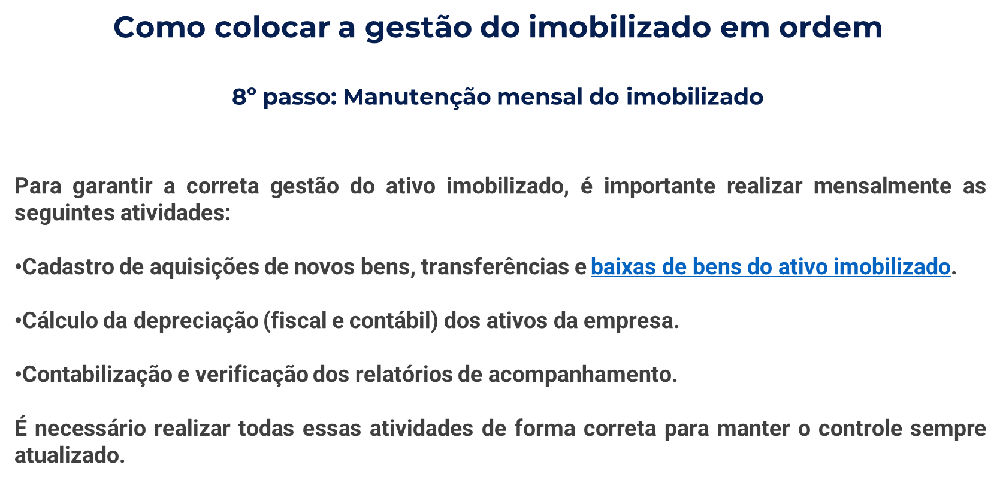 Como colocar a gestão do imobilizado em ordem
8º passo: Manutenção mensal do imobilizado
Para garantir a correta gestão do ativo imobilizado, é importante realizar mensalmente as
seguintes atividades:
•Cadastro de aquisições de novos bens, transferências e baixas de bens do ativo imobilizado.
•Cálculo da depreciação (fiscal e contábil) dos ativos da empresa.
•Contabilização e verificação dos relatórios de acompanhamento.
É necessário realizar todas essas atividades de forma correta para manter o controle sempre
atualizado.